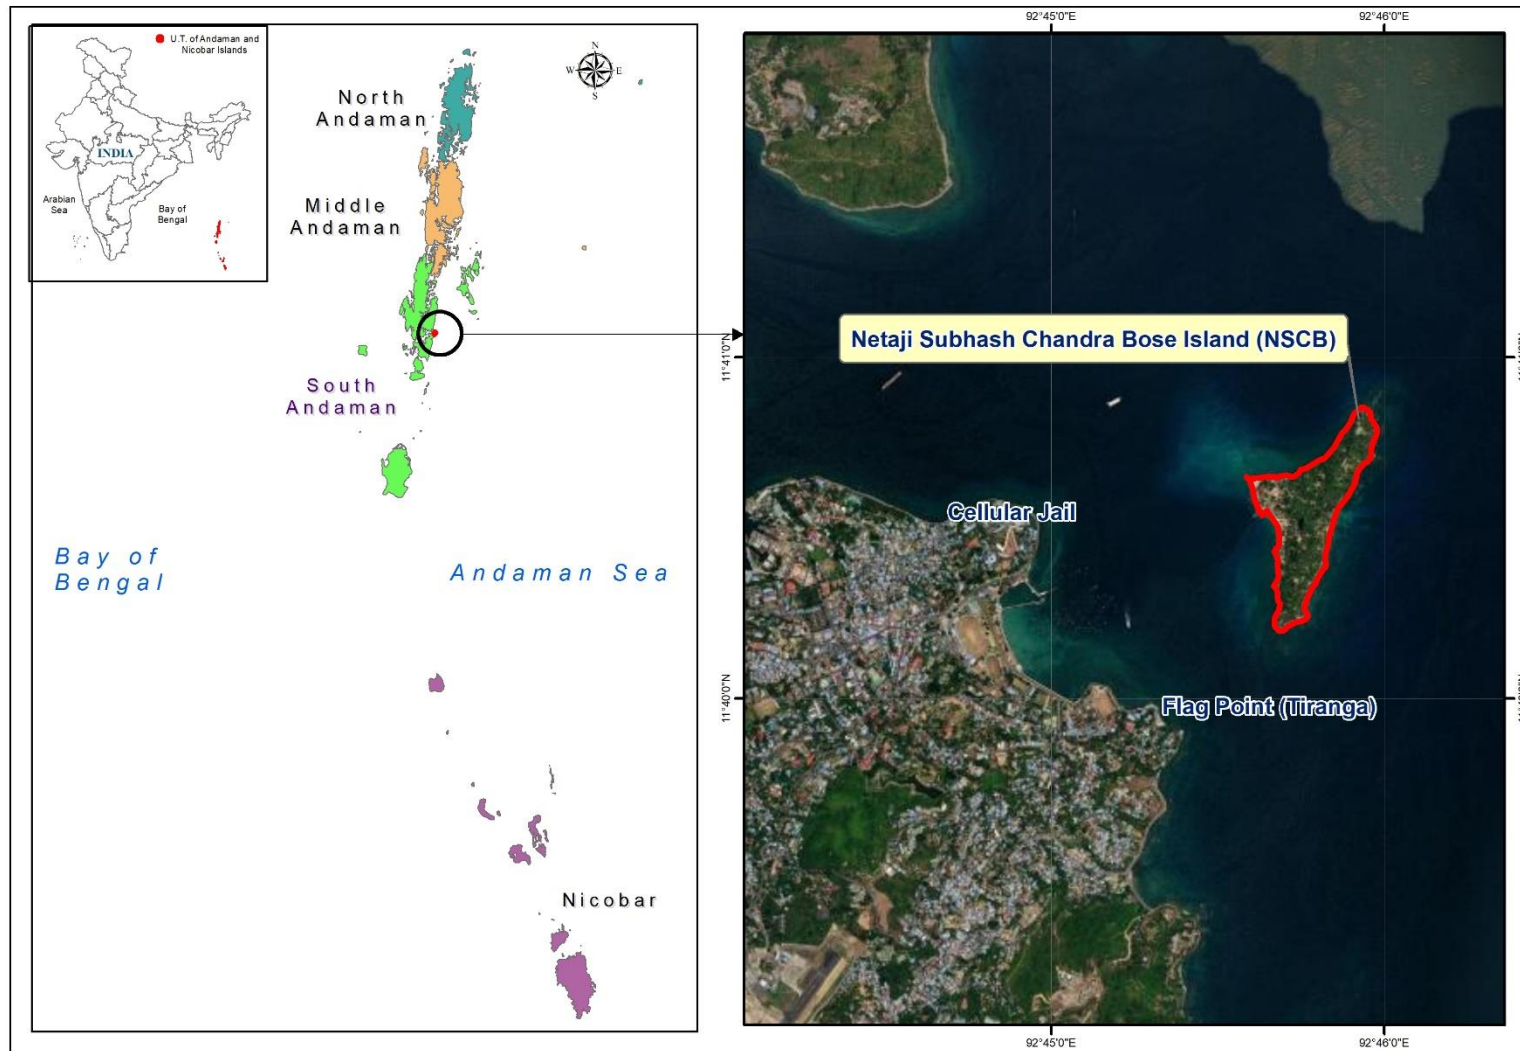 U.T. of Andaman and
Nicobar Islands
INDIA
Arabian
Sea
Bay of
Bengal
N
W
E
S
North
Andaman
Middle
Andaman
South
Andaman
Bay of
Bengal
Andaman Sea
Nicobar
92°45'0"E
92°46'0"E
Netaji Subhash Chandra Bose Island (NSCB)
11°41'0"N
Cellular Jail
11°40'0"N
Flag Point (Tiranga)
92°45'0"E
92°46'0"E